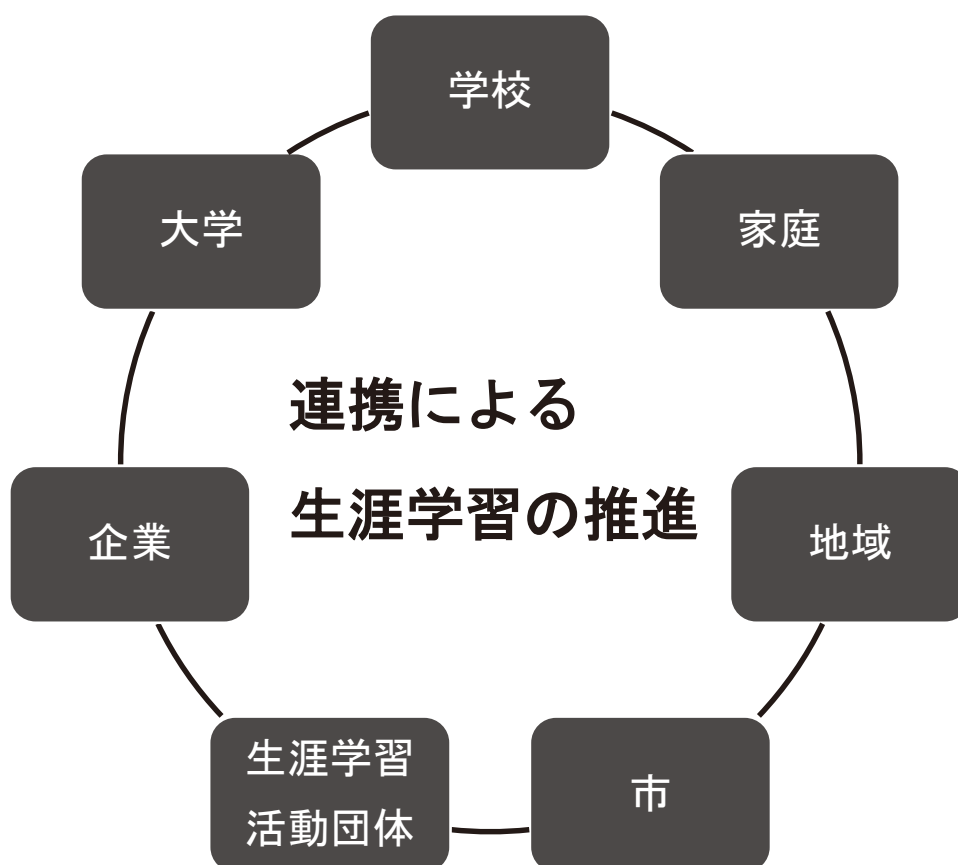 学校
大学
家庭
連携による
生涯学習の推進
企業
地域
生涯学習
活動団体
市